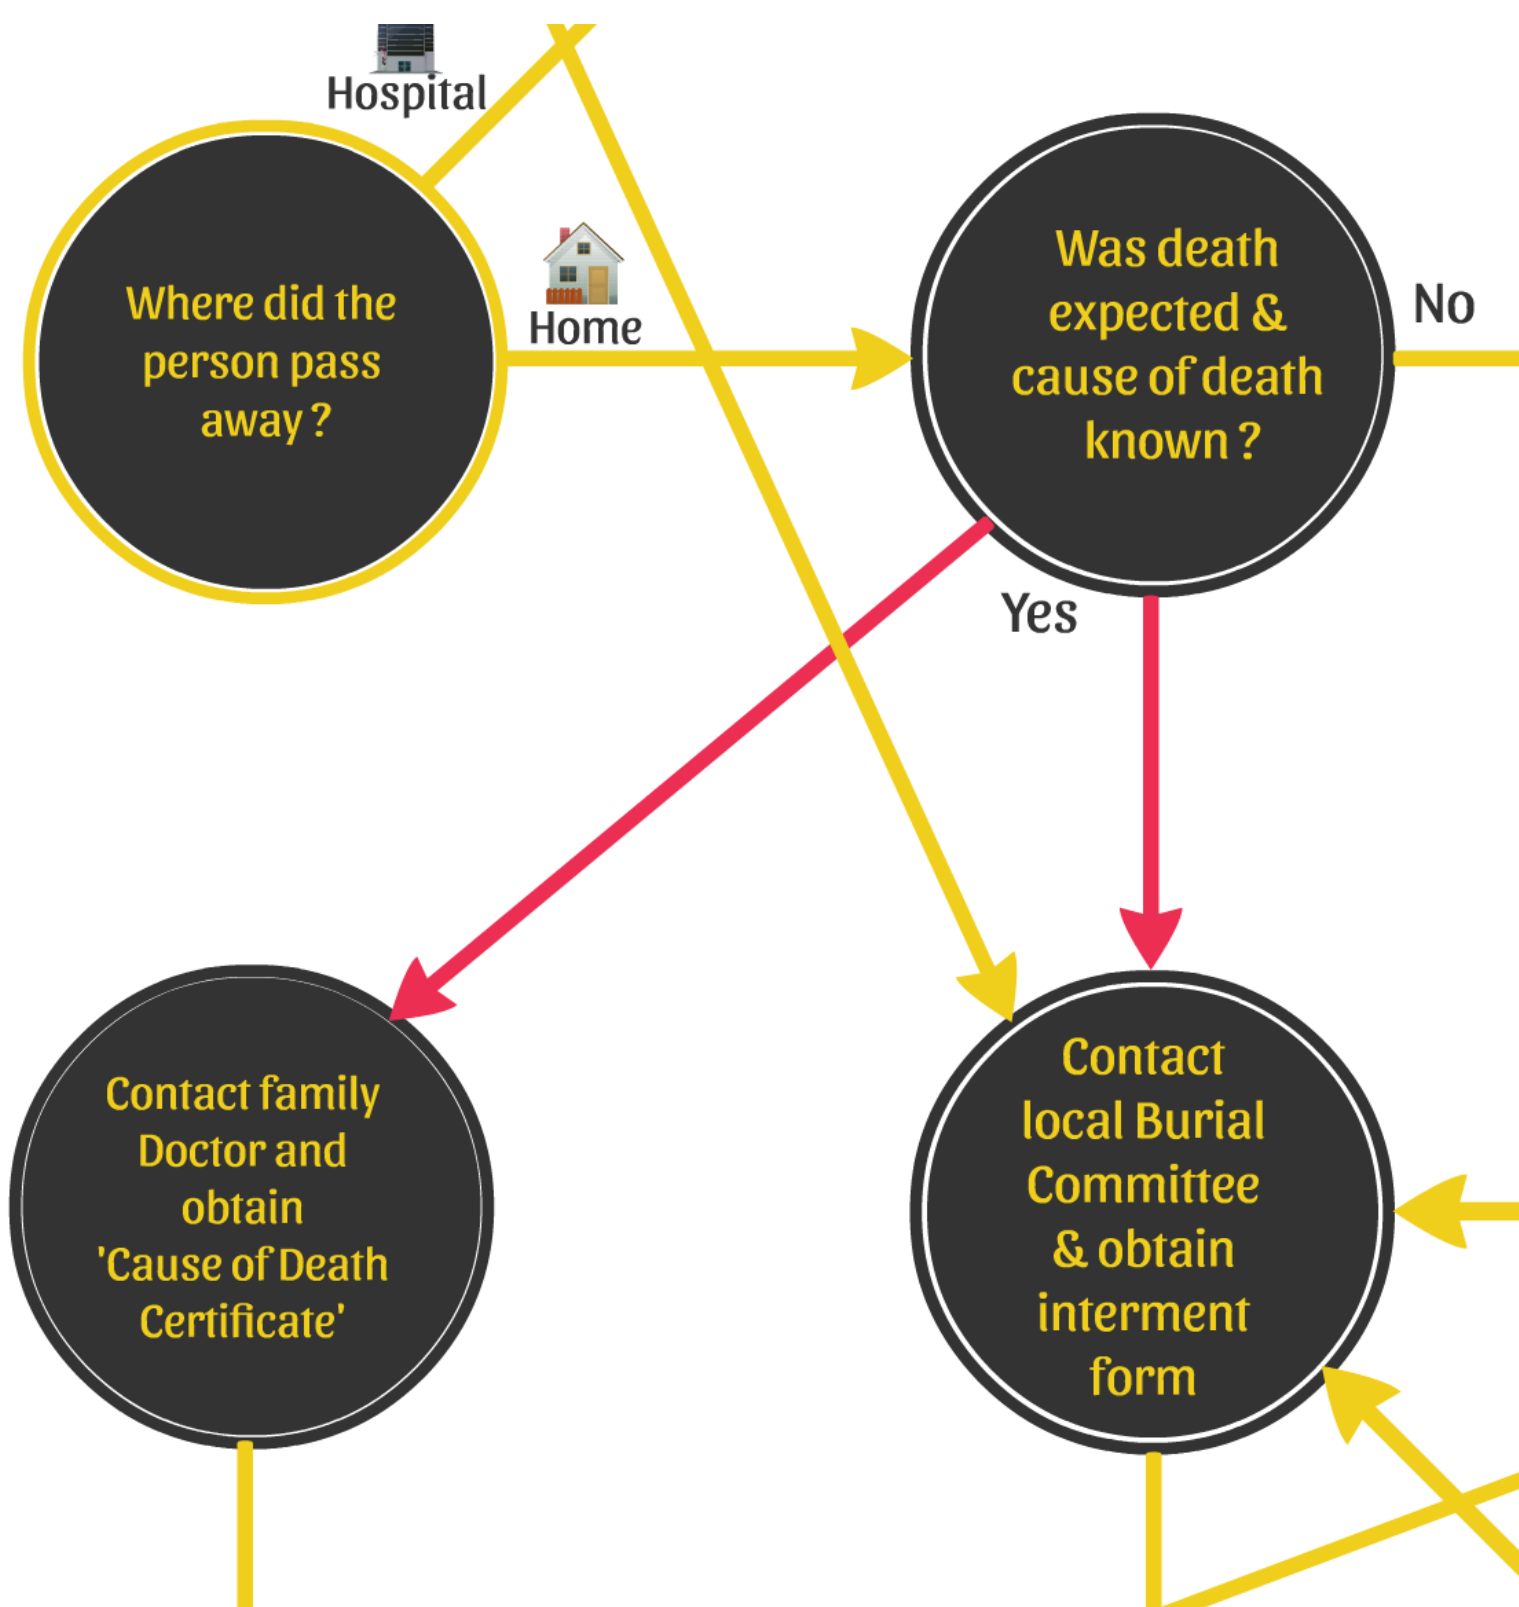 Hospital
Where did the
person pass
away ?
Home
Was death
expected &
cause of death
known ?
No
Yes
Contact family
Doctor and
obtain
'Cause of Death
Certificate'
Contact
local Burial
Committee
& obtain
interment
form